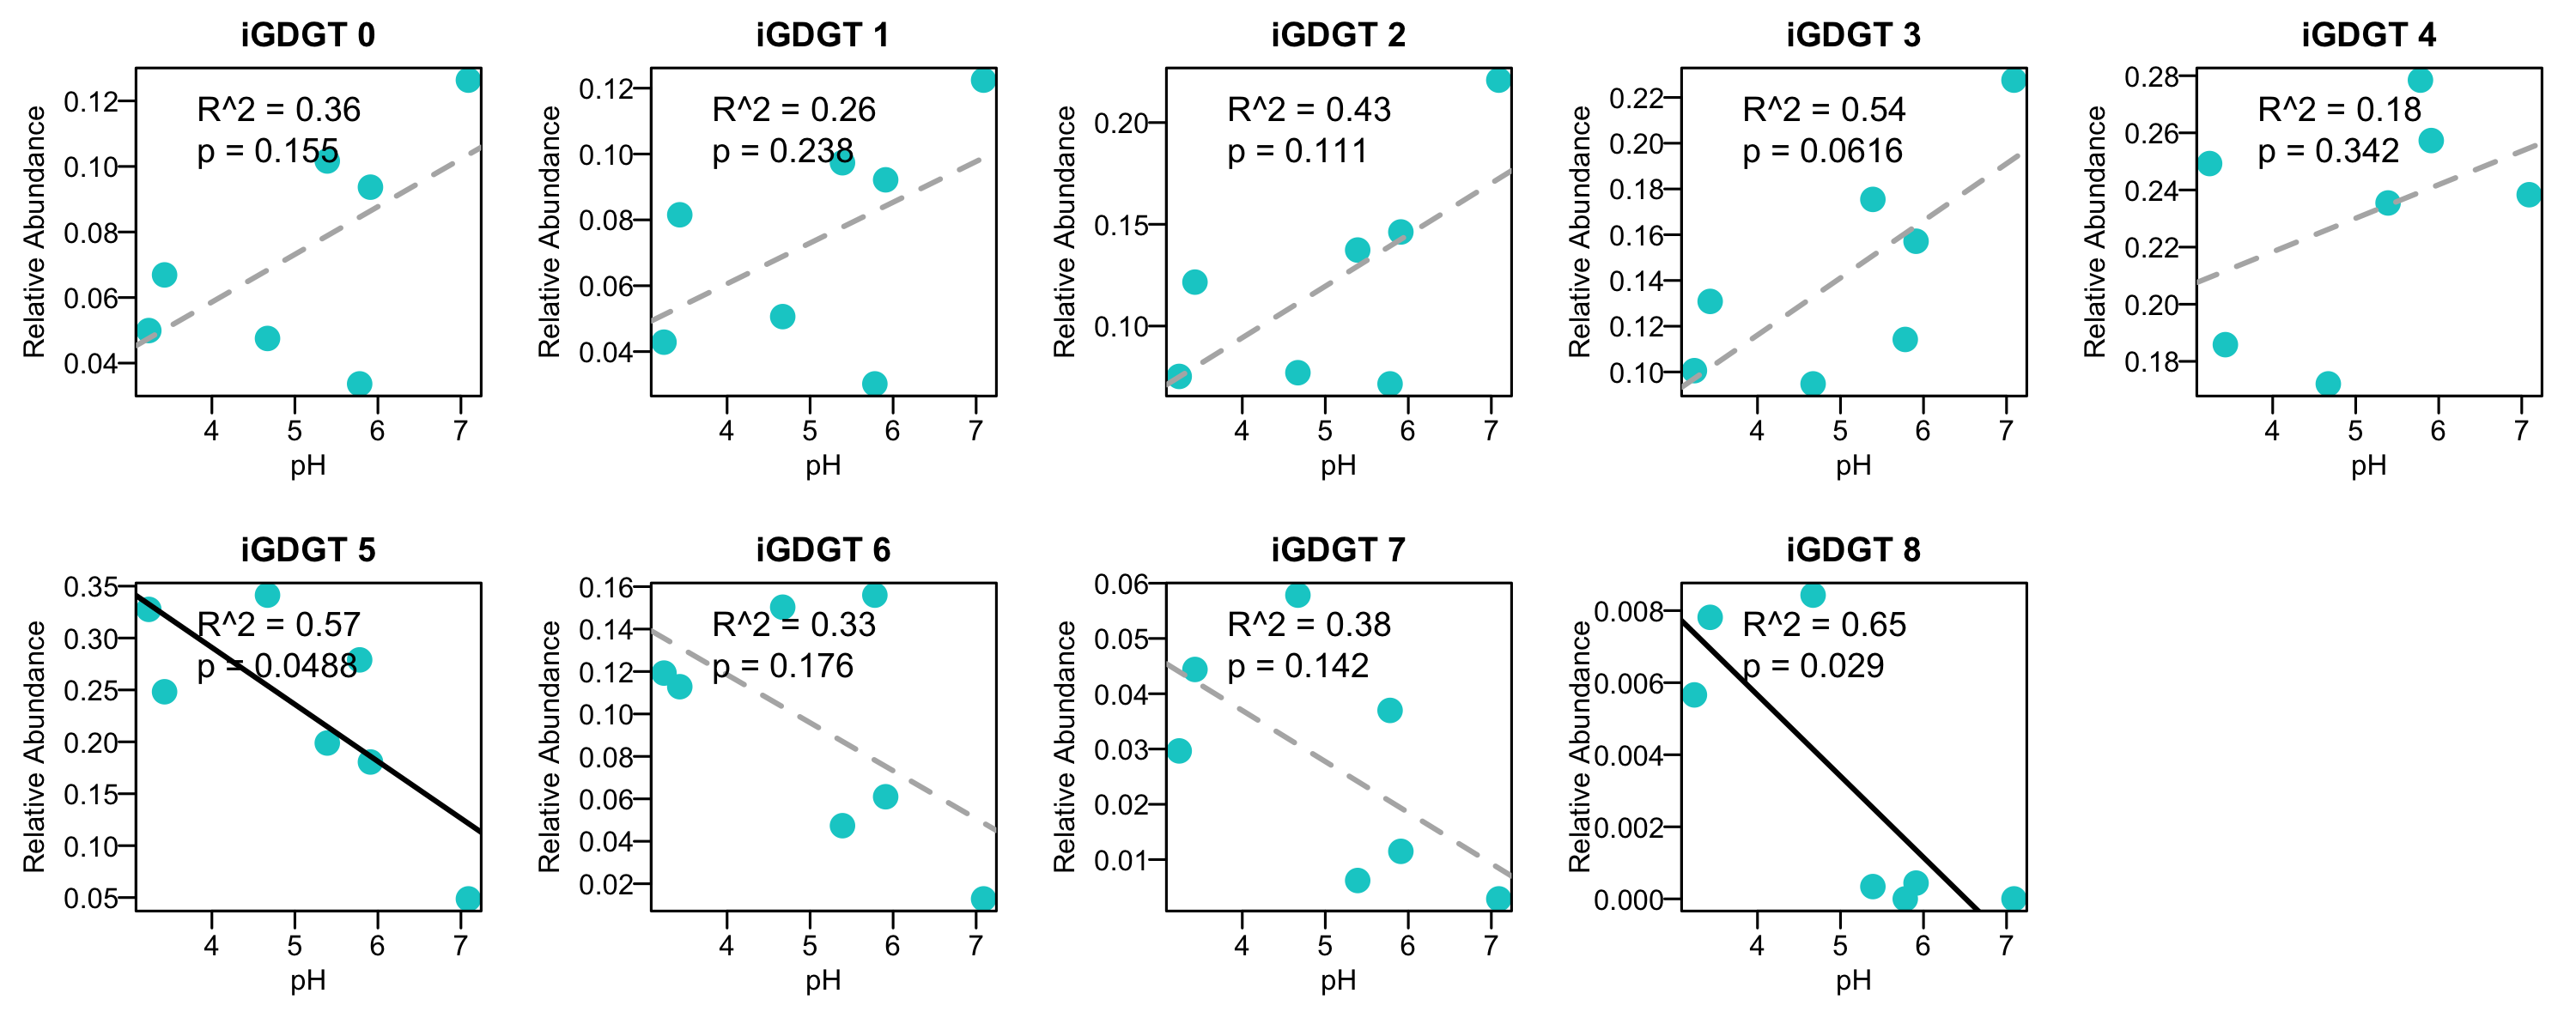 iGDGT 0
R^2 = 0.36
p = 0.155
0.12
0.10
0.08
0.06
0.04
Relative Abundance
4 5 6 7
pH
iGDGT 1
R^2 = 0.26
p = 0.238
0.12
0.10
0.08
0.06
0.04
Relative Abundance
4 5 6 7
pH
iGDGT 2
R^2 = 0.43
p = 0.111
0.20
0.15
0.10
Relative Abundance
4 5 6 7
pH
iGDGT 3
R^2 = 0.54
p = 0.0616
0.22
0.20
0.18
0.16
0.14
0.12
0.10
Relative Abundance
4 5 6 7
pH
iGDGT 4
R^2 = 0.18
p = 0.342
0.28
0.26
0.24
0.22
0.20
0.18
Relative Abundance
4 5 6 7
pH
iGDGT 5
R^2 = 0.57
p = 0.0488
0.35
0.30
0.25
0.20
0.15
0.10
0.05
Relative Abundance
4 5 6 7
pH
iGDGT 6
R^2 = 0.33
p = 0.176
0.16
0.14
0.12
0.10
0.08
0.06
0.04
0.02
Relative Abundance
4 5 6 7
pH
iGDGT 7
R^2 = 0.38
p = 0.142
0.06
0.05
0.04
0.03
0.02
0.01
Relative Abundance
4 5 6 7
pH
iGDGT 8
R^2 = 0.65
p = 0.029
0.008
0.006
0.004
0.002
0.000
Relative Abundance
4 5 6 7
pH